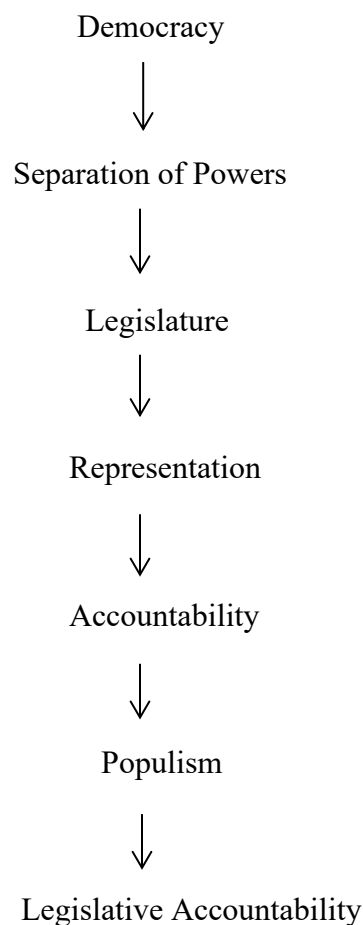 Democracy
Separation of Powers
Legislature
Representation
Accountability
Populism
Legislative Accountability